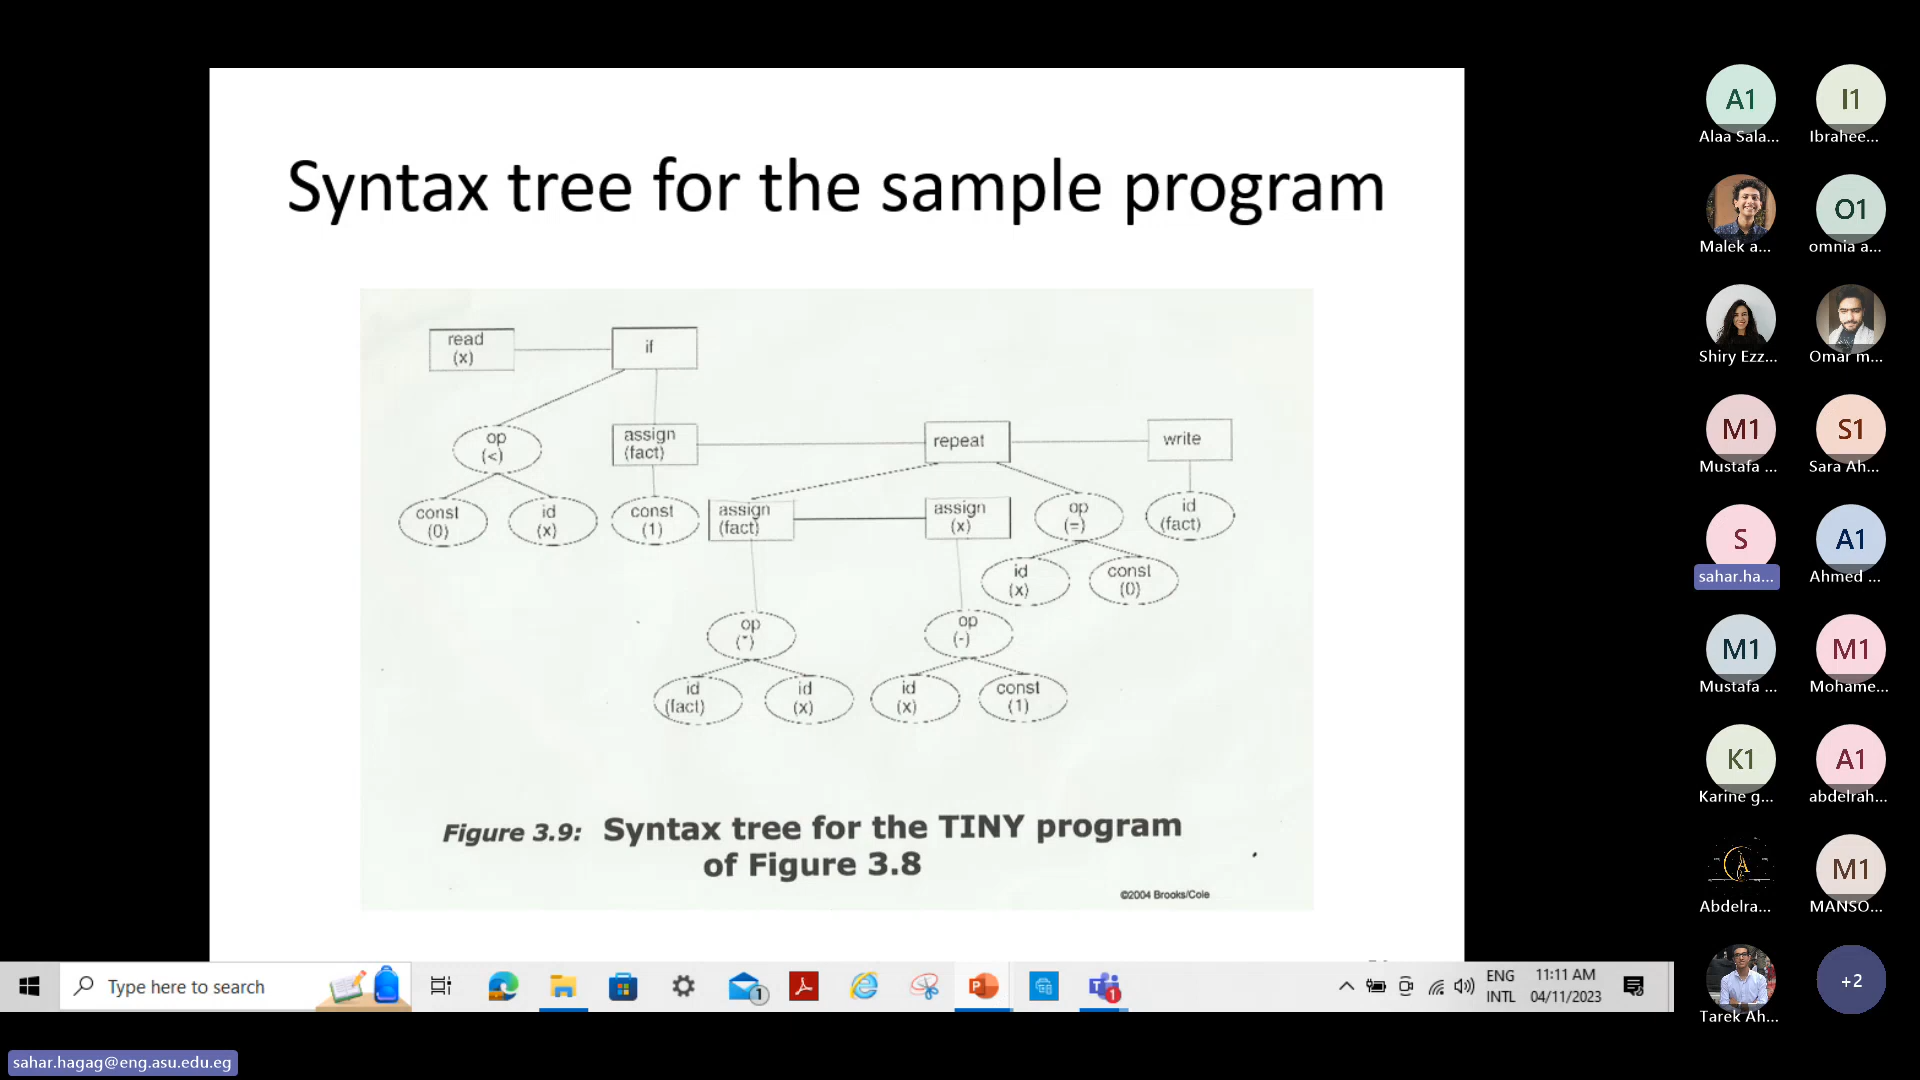 Syntax tree for the sample program
read
(x)
if
op
(<)
assign
(fact)
repeat
write
const
(0)
id
(x)
const
(1)
assign
(fact)
assign
(x)
op
(=)
id
(fact)
id
(x)
const
(0)
op
(*)
op
(-)
id
(fact)
id
(x)
id
(x)
const
(1)
Figure 3.9: Syntax tree for the TINY program
of Figure 3.8
©2004 Brooks/Cole
Type here to search
1
1
ENG
INTL
11:11 AM
04/11/2023
A1
Alaa Sala...
I1
Ibrahee...
Malek a...
O1
omnia a...
Shiry Ezz...
Omar m...
M1
Mustafa ...
S1
Sara Ah...
S
sahar.ha...
A1
Ahmed ...
M1
Mustafa ...
M1
Mohame...
K1
Karine g...
A1
abdelrah...
Abdelra...
M1
MANSO...
Tarek Ah...
+2
sahar.hagag@eng.asu.edu.eg